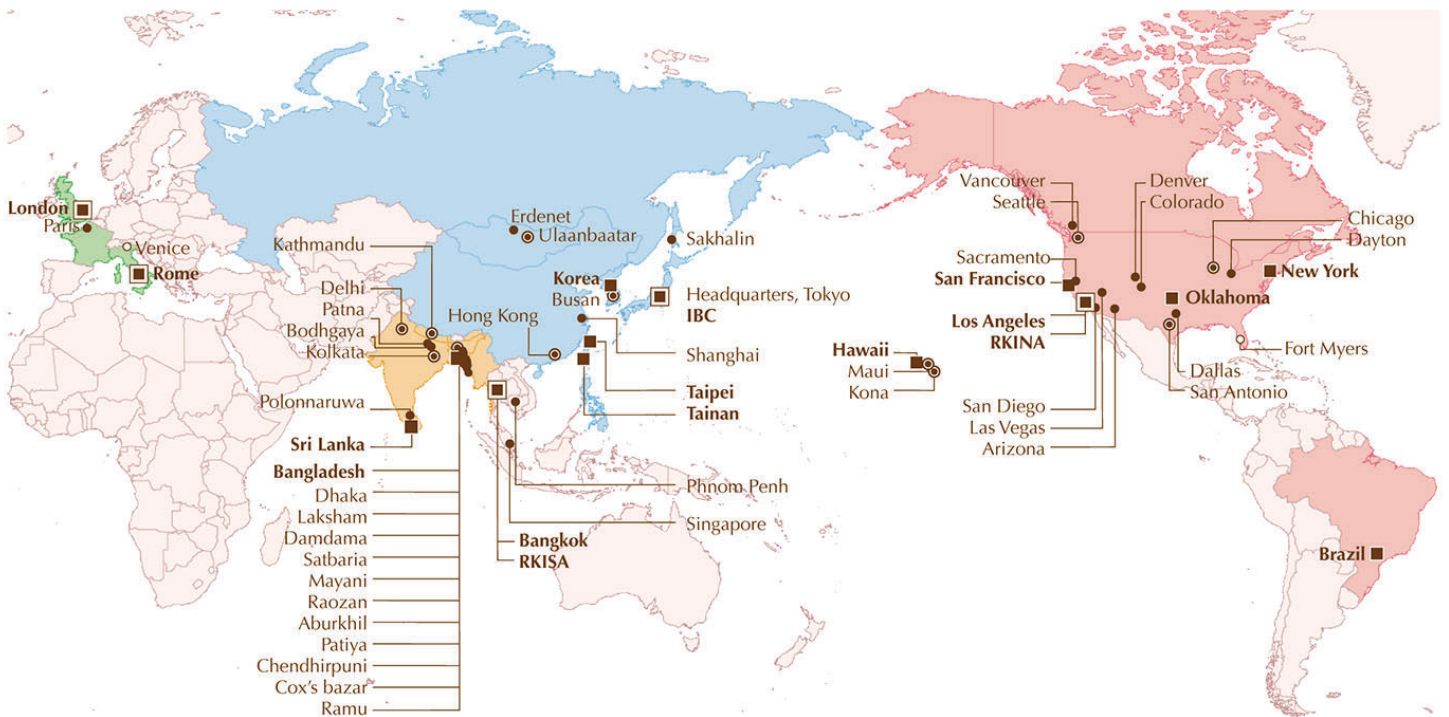 London
Paris
Venice
Rome
Kathmandu
Delhi
Patna
Bodhgaya
Kolkata
Polonnaruwa
Sri Lanka
Bangladesh
Dhaka
Laksham
Damdama
Satbaria
Mayani
Raozan
Aburkhil
Patiya
Chendhirpuni
Cox's bazar
Ramu
Erdenet
Ulaanbaatar
Sakhalin
Korea
Busan
Headquarters, Tokyo
IBC
Hong Kong
Shanghai
Taipei
Tainan
Phnom Penh
Singapore
Bangkok
RKISA
Hawaii
Maui
Kona
Vancouver
Seattle
Sacramento
San Francisco
Los Angeles
RKINA
San Diego
Las Vegas
Arizona
Denver
Colorado
Oklahoma
Chicago
Dayton
New York
Fort Myers
Dallas
San Antonio
Brazil